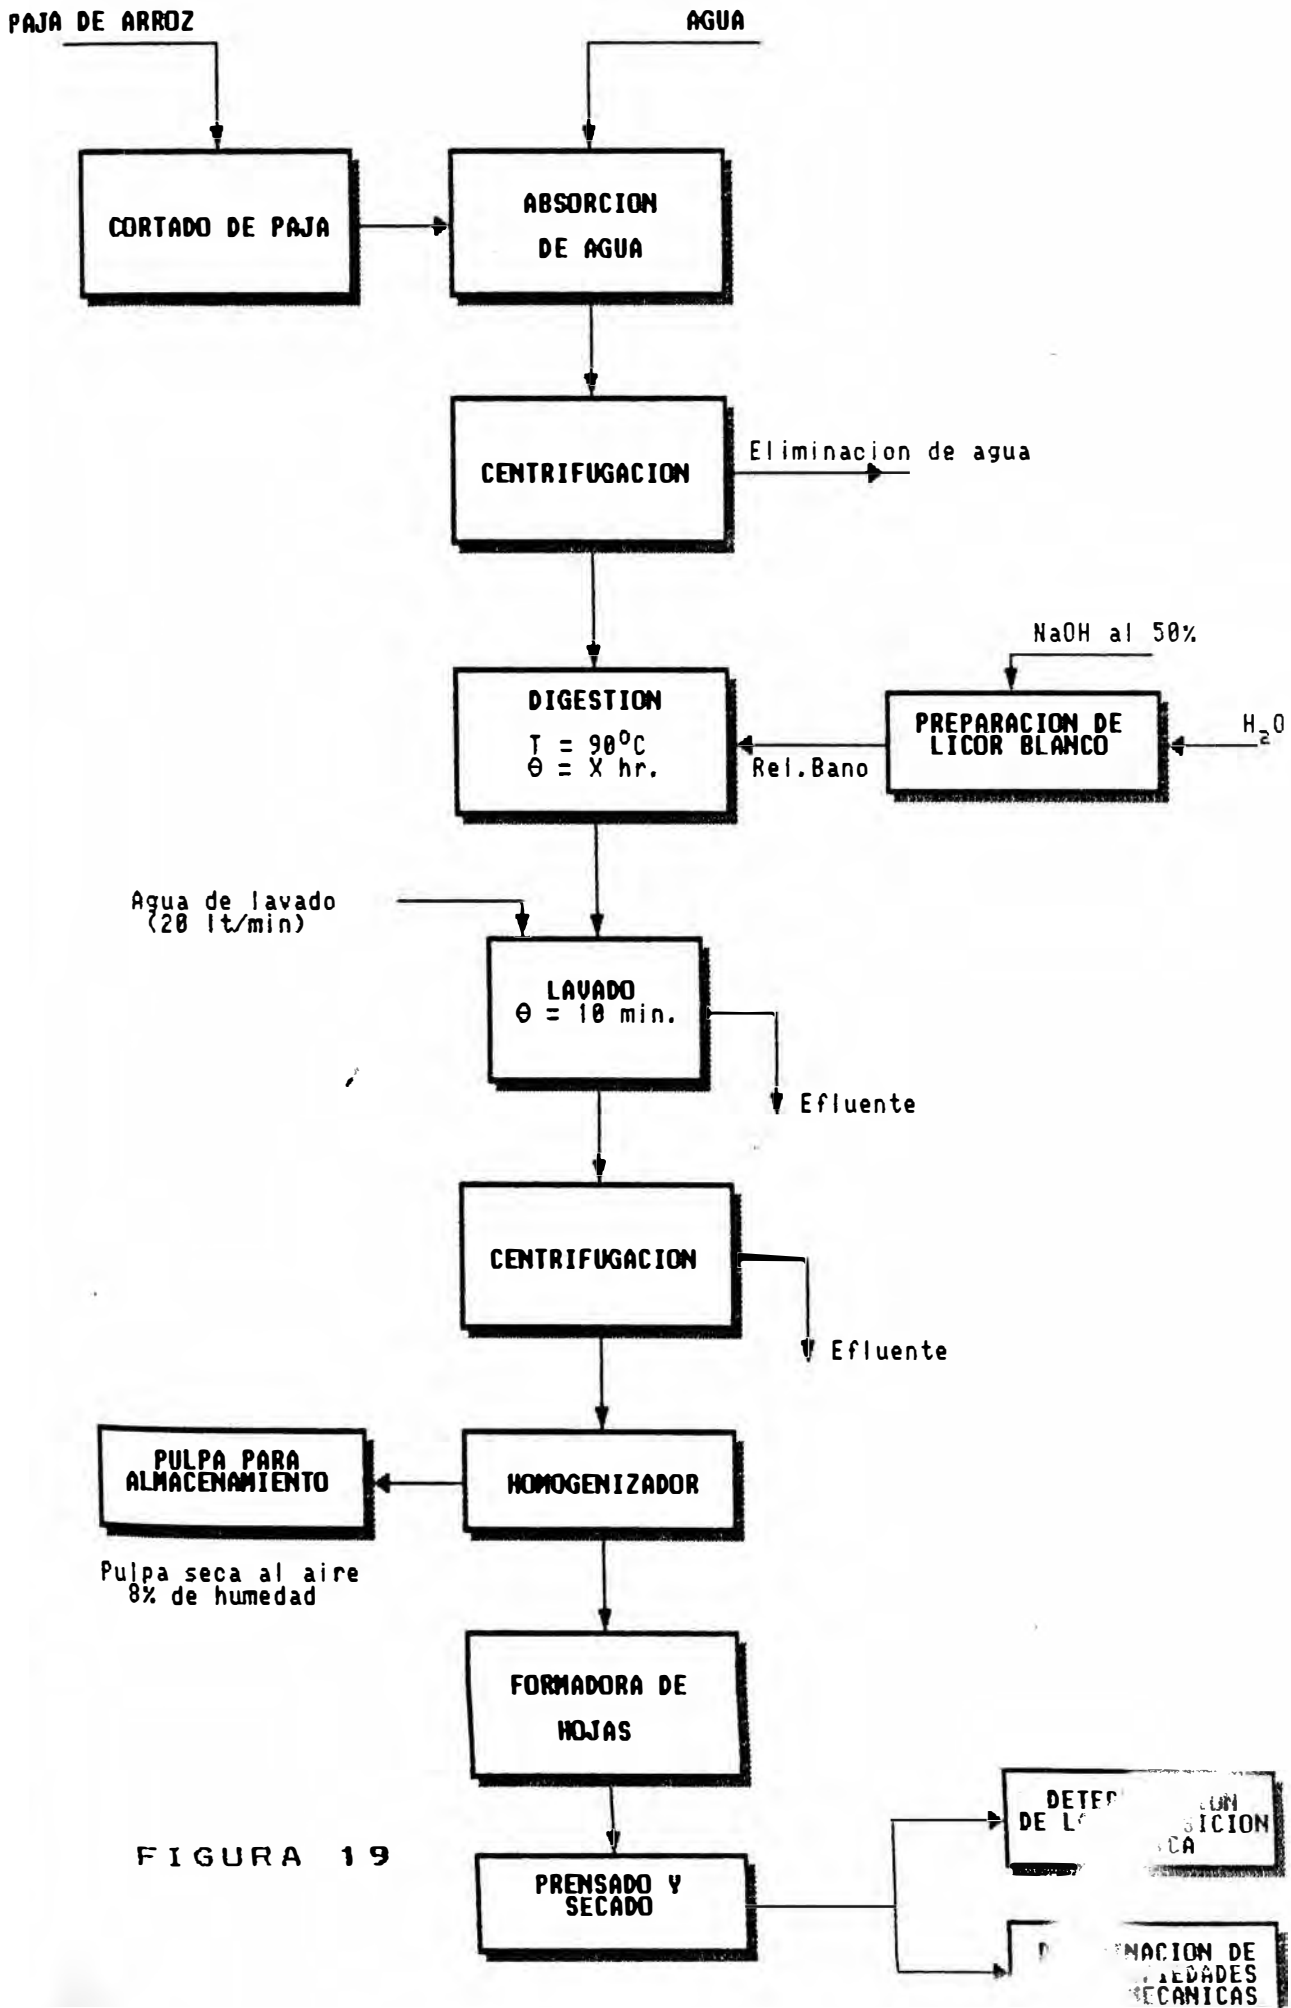 PAJA DE ARROZ
AGUA
CORTADO DE PAJA
ABSORCION
DE AGUA
CENTRIFUGACION
Eliminacion de agua
NaOH al 50%
DIGESTION
T = 90°C
θ = X hr.
Rel.Bano
PREPARACION DE
LICOR BLANCO
H₂O
Agua de lavado
(20 lt/min)
LAVADO
θ = 10 min.
Efluente
CENTRIFUGACION
Efluente
PULPA PARA
ALMACENAMIENTO
HOMOGENIZADOR
Pulpa seca al aire
8% de humedad
FORMADORA DE
HOJAS
FIGURA 19
PRENSADO Y
SECADO
DE